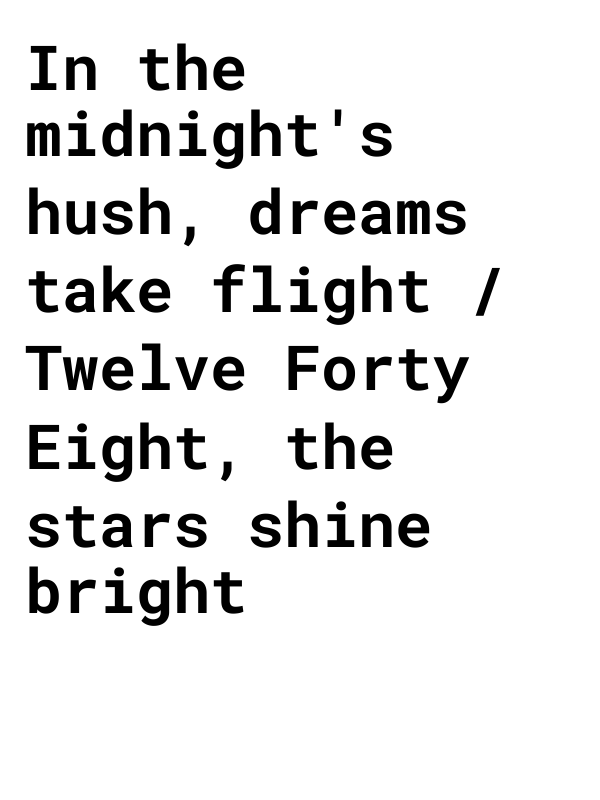 In the
midnight's
hush, dreams
take flight /
Twelve Forty
Eight, the
stars shine
bright